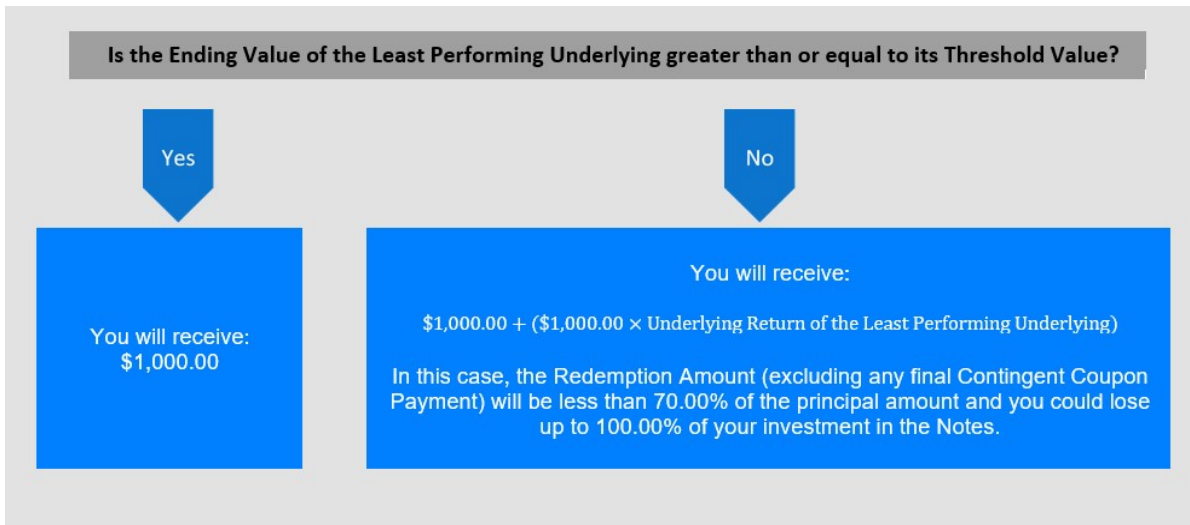 Is the Ending Value of the Least Performing Underlying greater than or equal to its Threshold Value?
Yes
No
You will receive:
$1,000.00
You will receive:
$1,000.00 + ($1,000.00 × Underlying Return of the Least Performing Underlying)
In this case, the Redemption Amount (excluding any final Contingent Coupon
Payment) will be less than 70.00% of the principal amount and you could lose
up to 100.00% of your investment in the Notes.